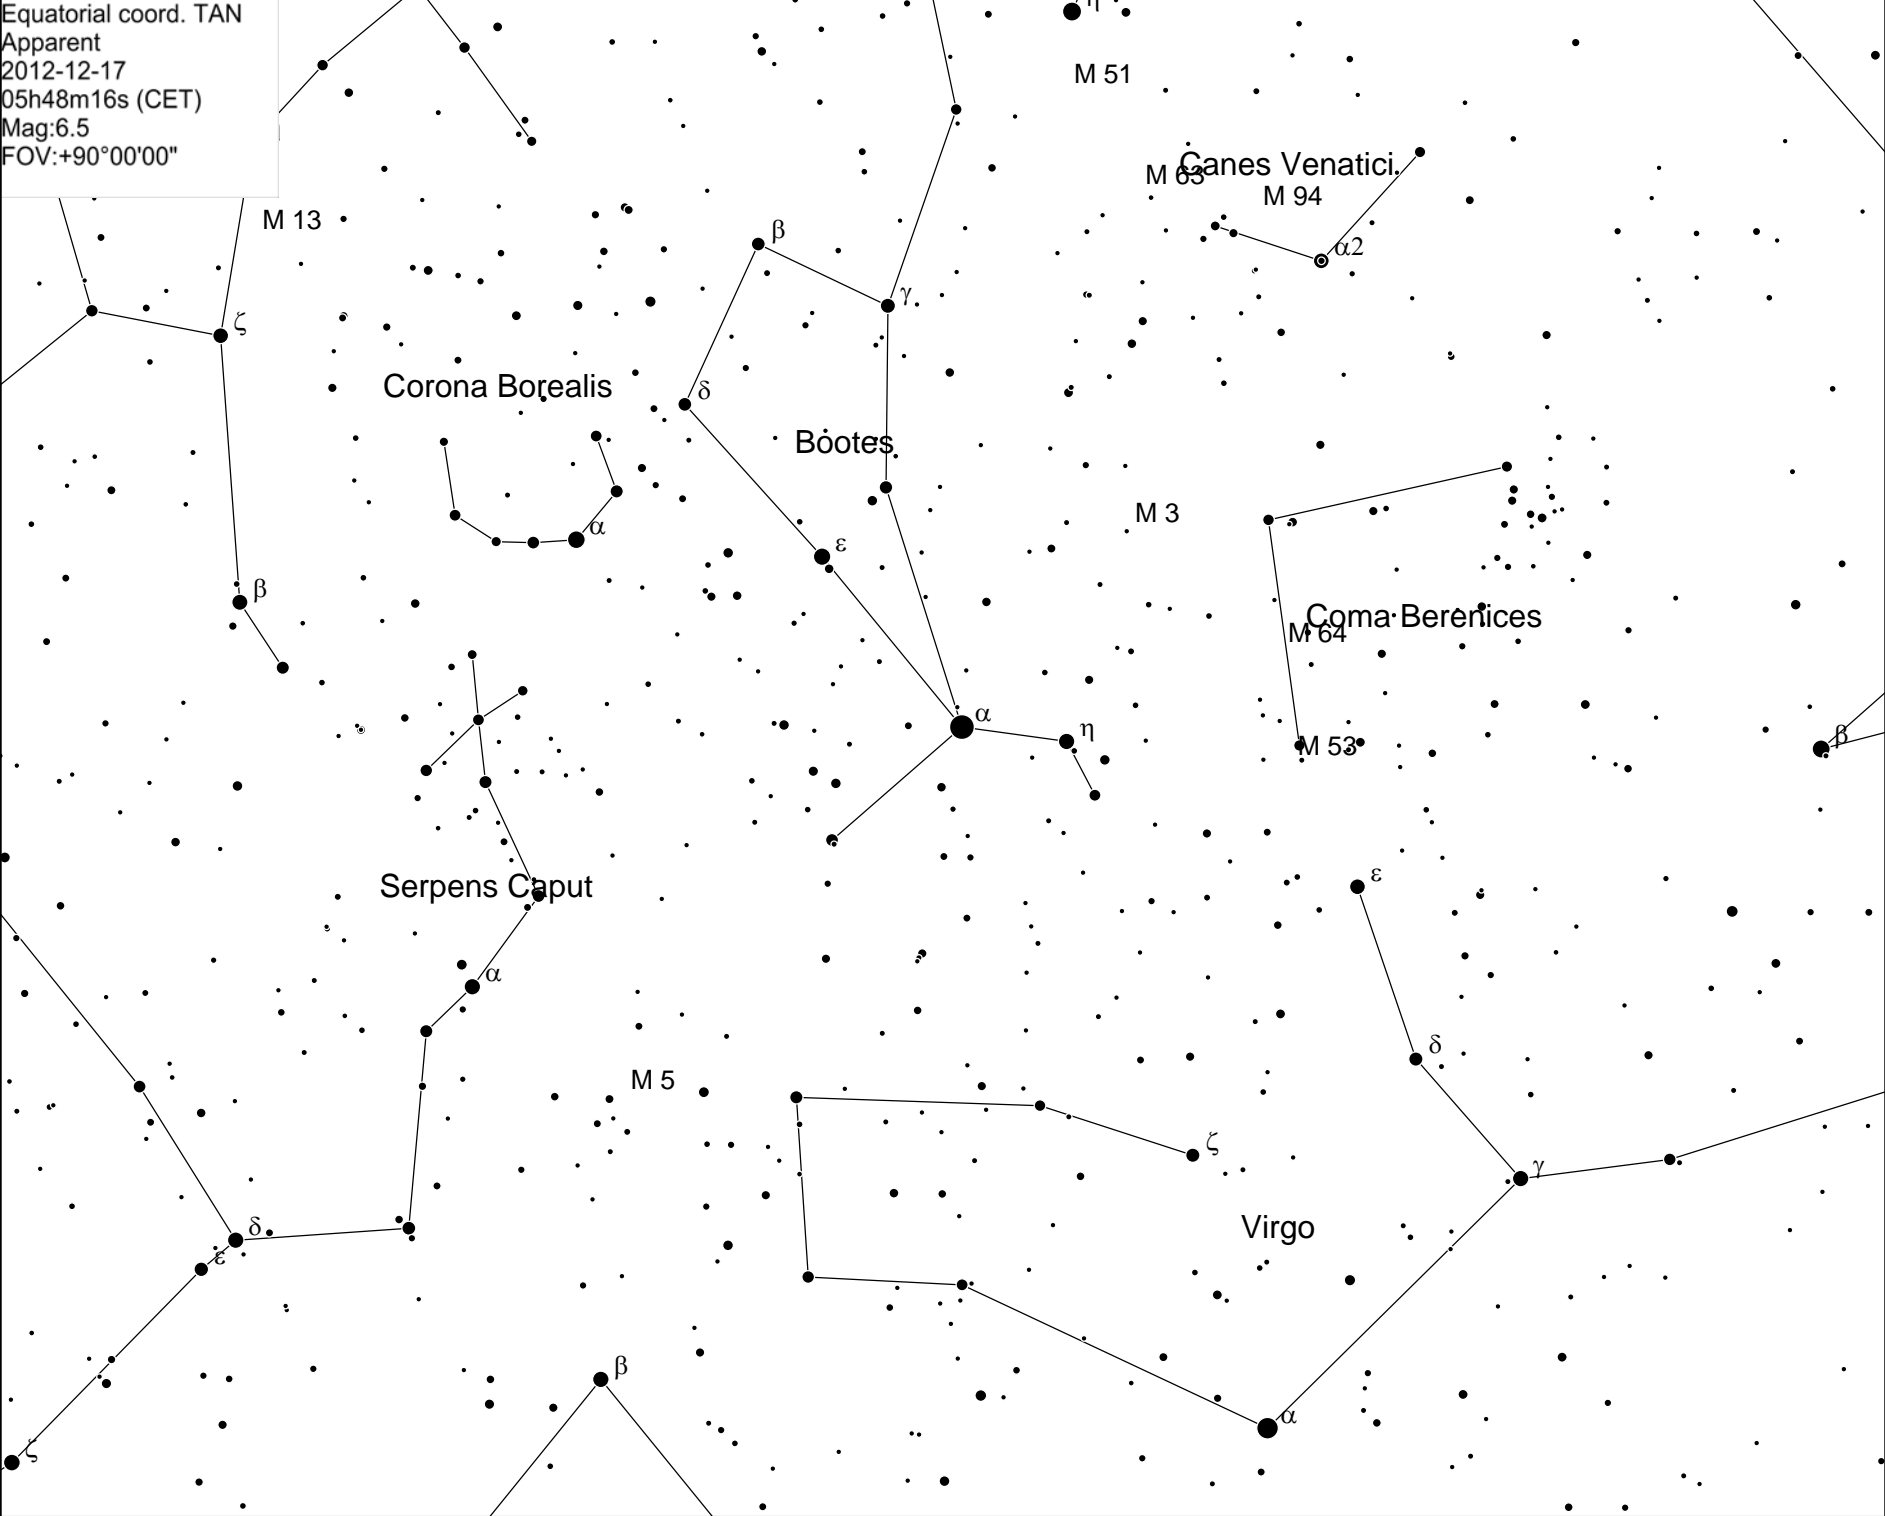 Equatorial coord. TAN
Apparent
2012-12-17
05h48m16s (CET)
Mag:6.5
FOV:+90°00'00"
η
M 51
Canes Venatici
M 63
M 94
M 13
β
α2
γ
ζ
Corona Borealis
δ
Bootes
M 3
α
ε
β
Coma Berenices
M 64
α
η
β
M 53
ε
Serpens Caput
α
δ
M 5
ζ
γ
δ
Virgo
ε
β
α
ζ